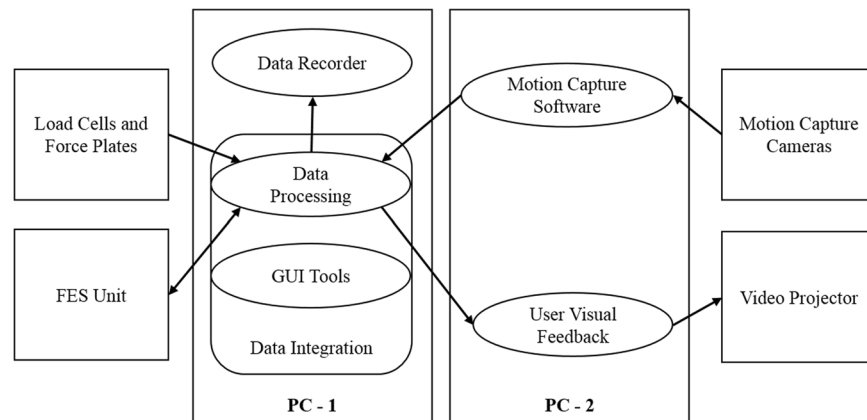 Load Cells and
Force Plates
FES Unit
Data Recorder
Data
Processing
GUI Tools
Data Integration
PC - 1
Motion Capture
Software
User Visual
Feedback
PC - 2
Motion Capture
Cameras
Video Projector